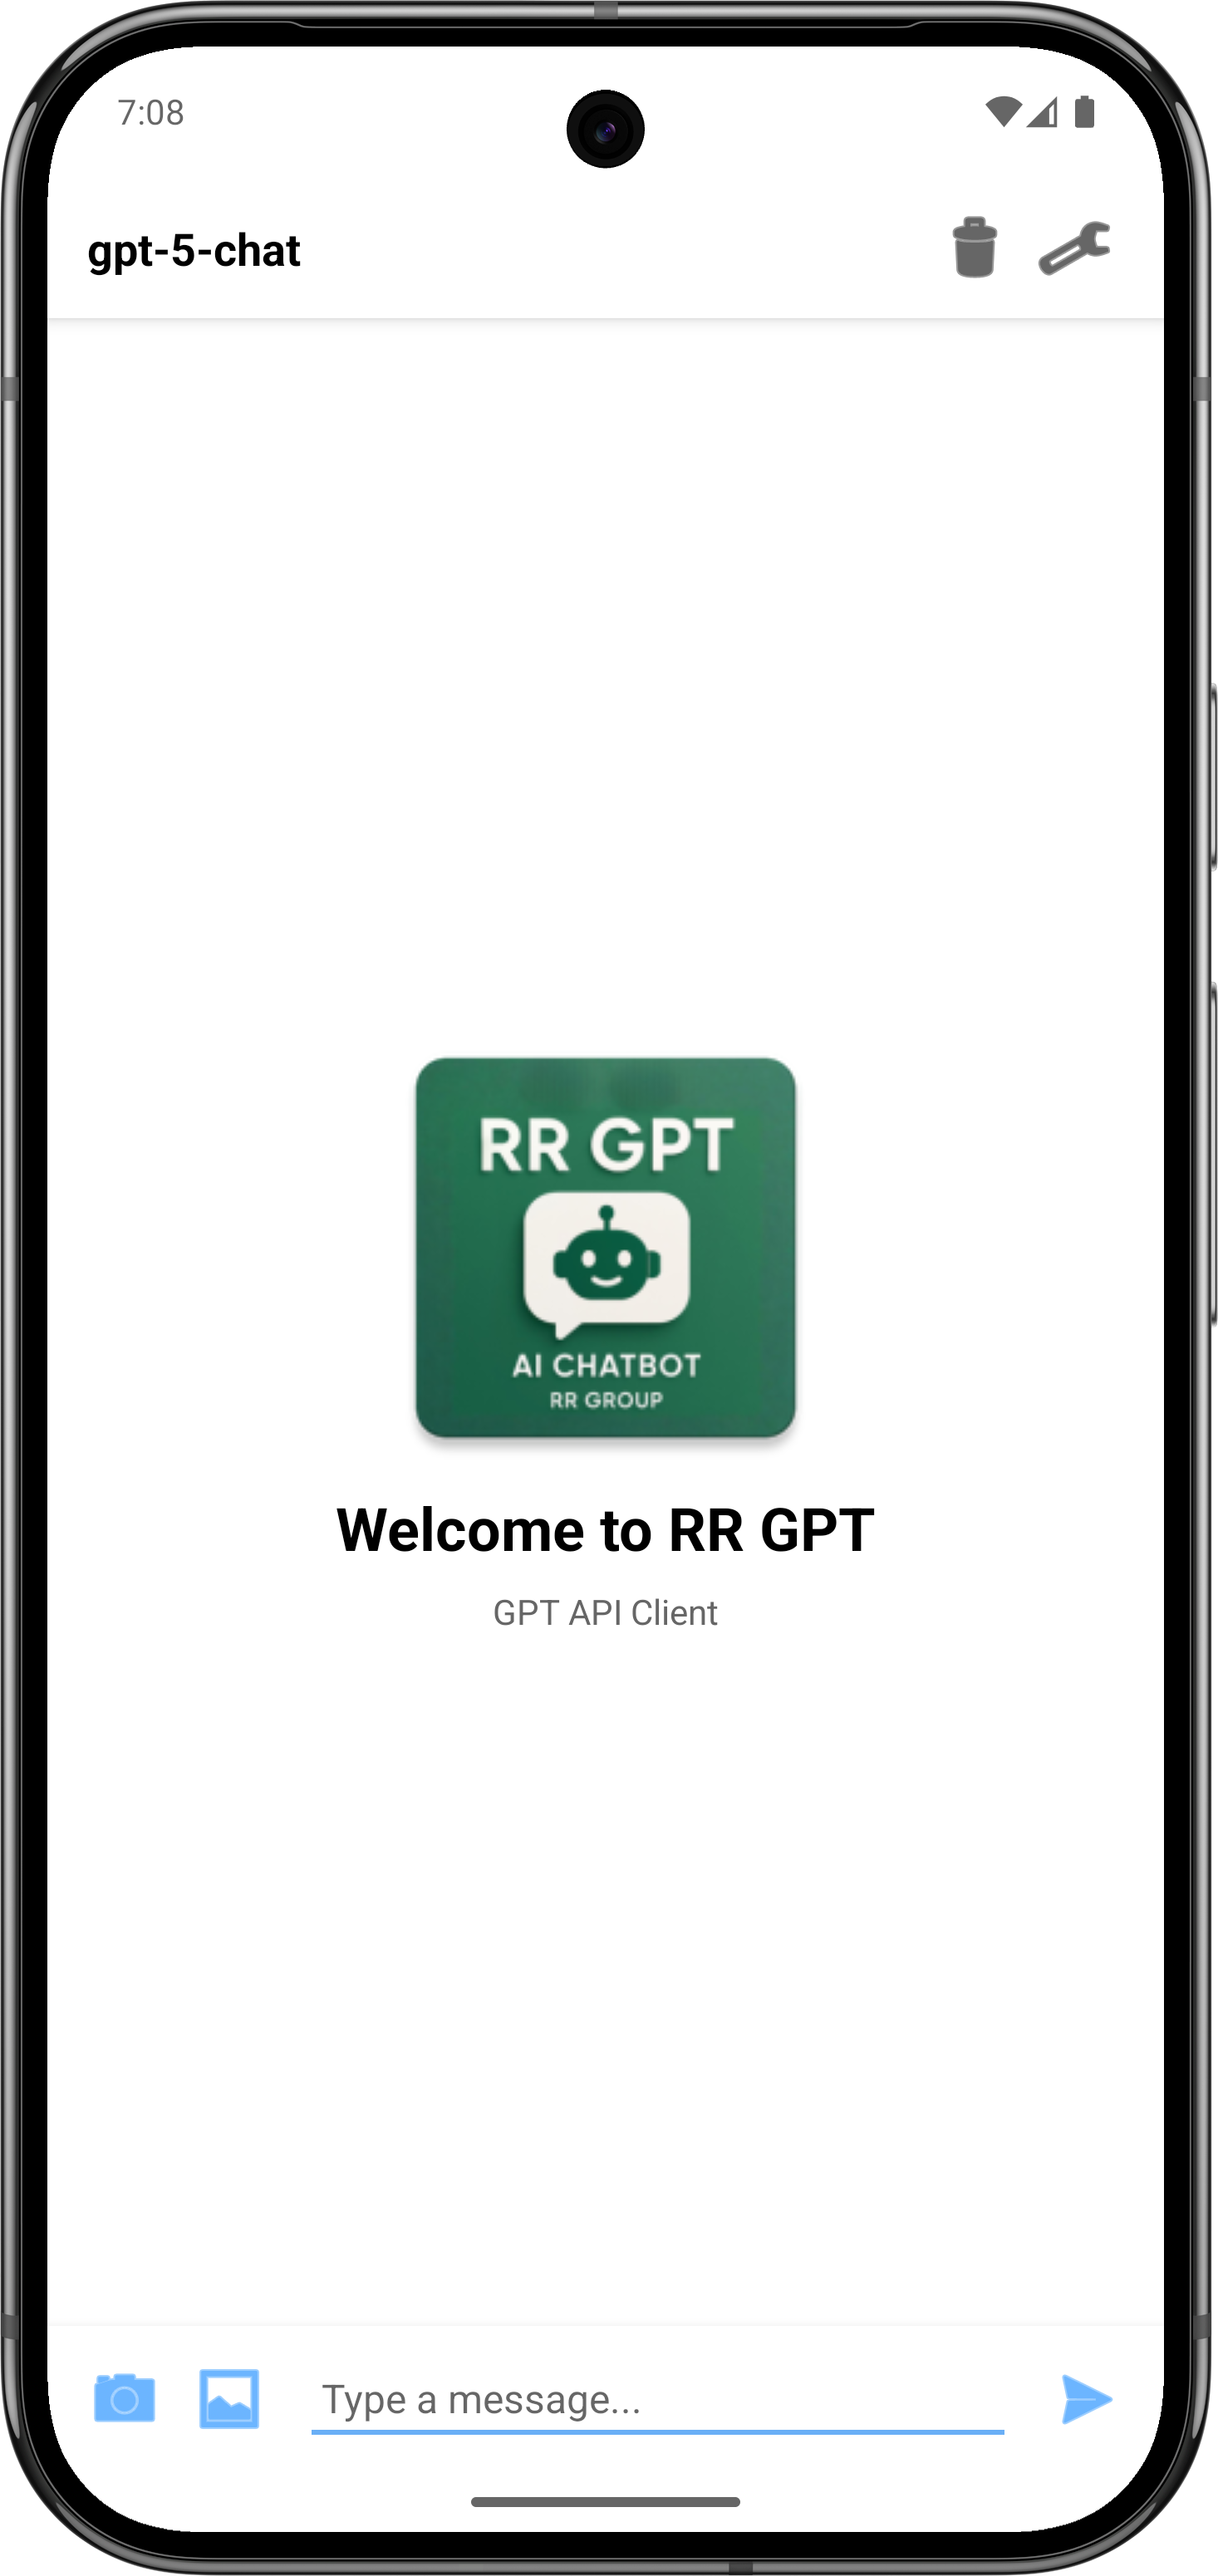 7:08
gpt-5-chat
RR GPT
AI CHATBOT
RR GROUP
Welcome to RR GPT
GPT API Client
Type a message...